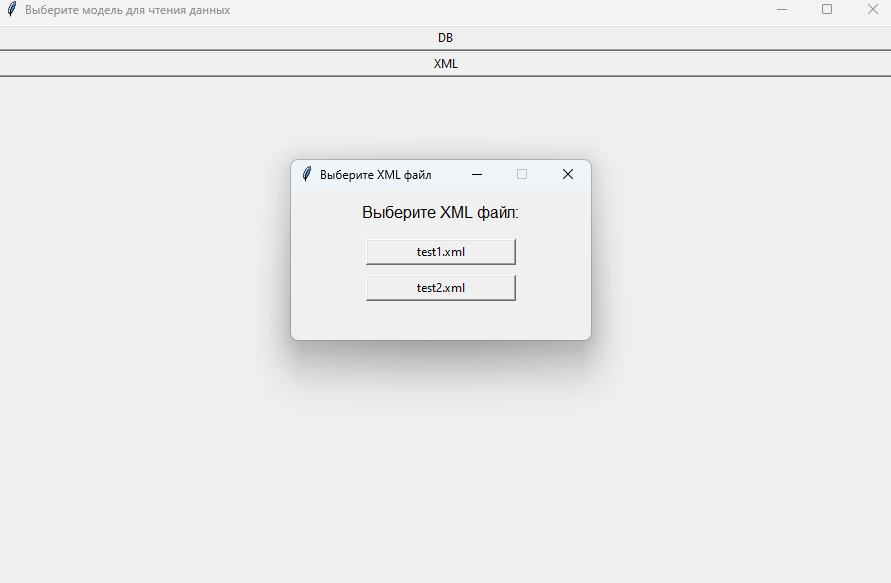 Выберите модель для чтения данных
DB
XML
Выберите XML файл
Выберите XML файл:
test1.xml
test2.xml